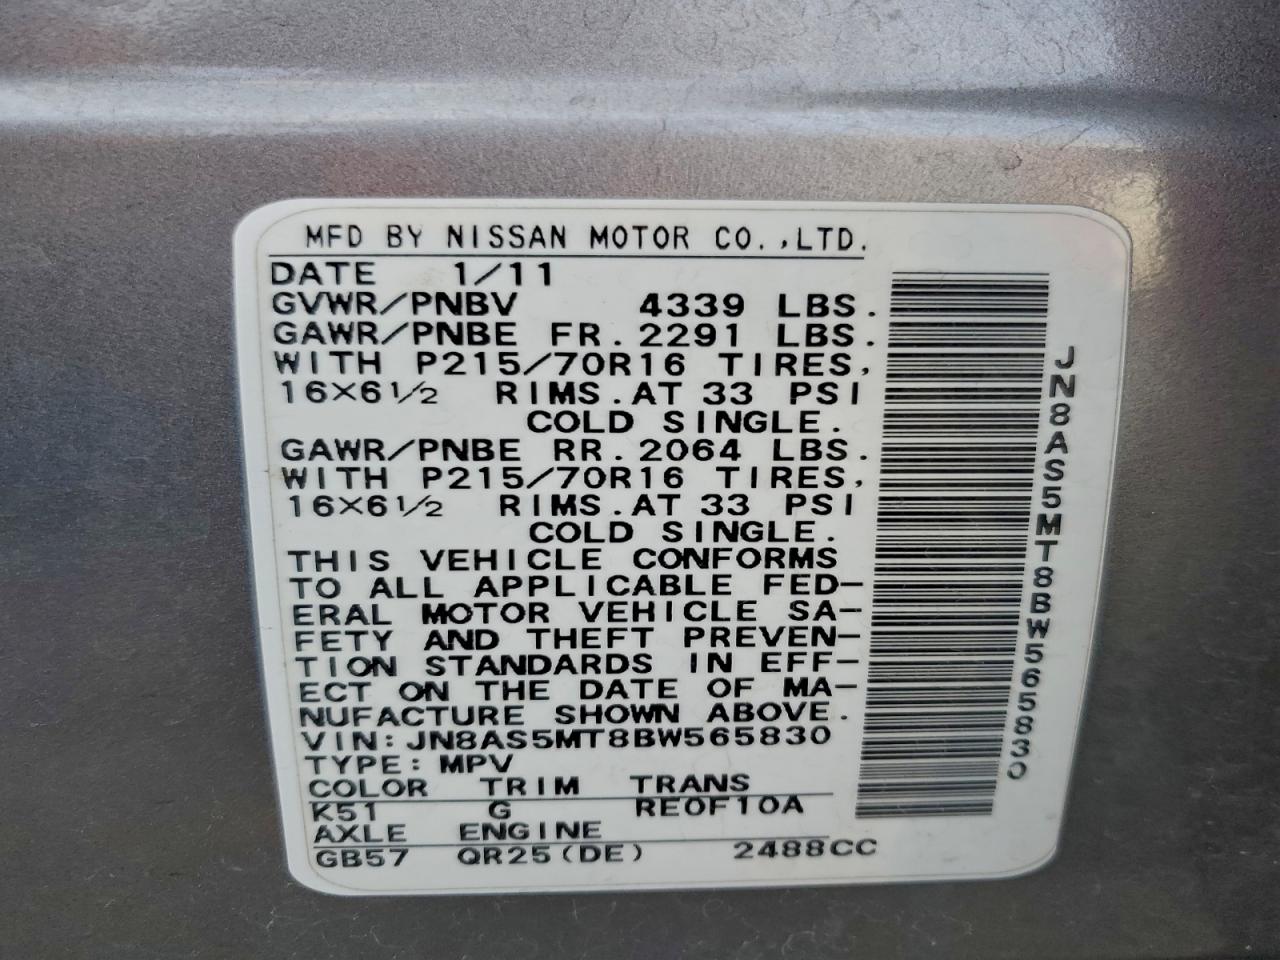 MFD BY NISSAN MOTOR CO.,LTD.
DATE 1/11
GVWR/PNBV 4339 LBS.
GAWR/PNBE FR.2291 LBS.
WITH P215/70R16 TIRES,
16X6 1/2 RIMS.AT 33 PSI
COLD SINGLE.
GAWR/PNBE RR.2064 LBS.
WITH P215/70R16 TIRES,
16X6 1/2 RIMS.AT 33 PSI
COLD SINGLE.
THIS VEHICLE CONFORMS
TO ALL APPLICABLE FED-
ERAL MOTOR VEHICLE SA-
FETY AND THEFT PREVEN-
TION STANDARDS IN EFF-
ECT ON THE DATE OF MA-
NUFACTURE SHOWN ABOVE.
VIN:JN8AS5MT8BW565830
TYPE:MPV
COLOR TRIM TRANS
K51 G RE0F10A
AXLE ENGINE
GB57 QR25(DE) 2488CC
JN8AS5MT8BW565830